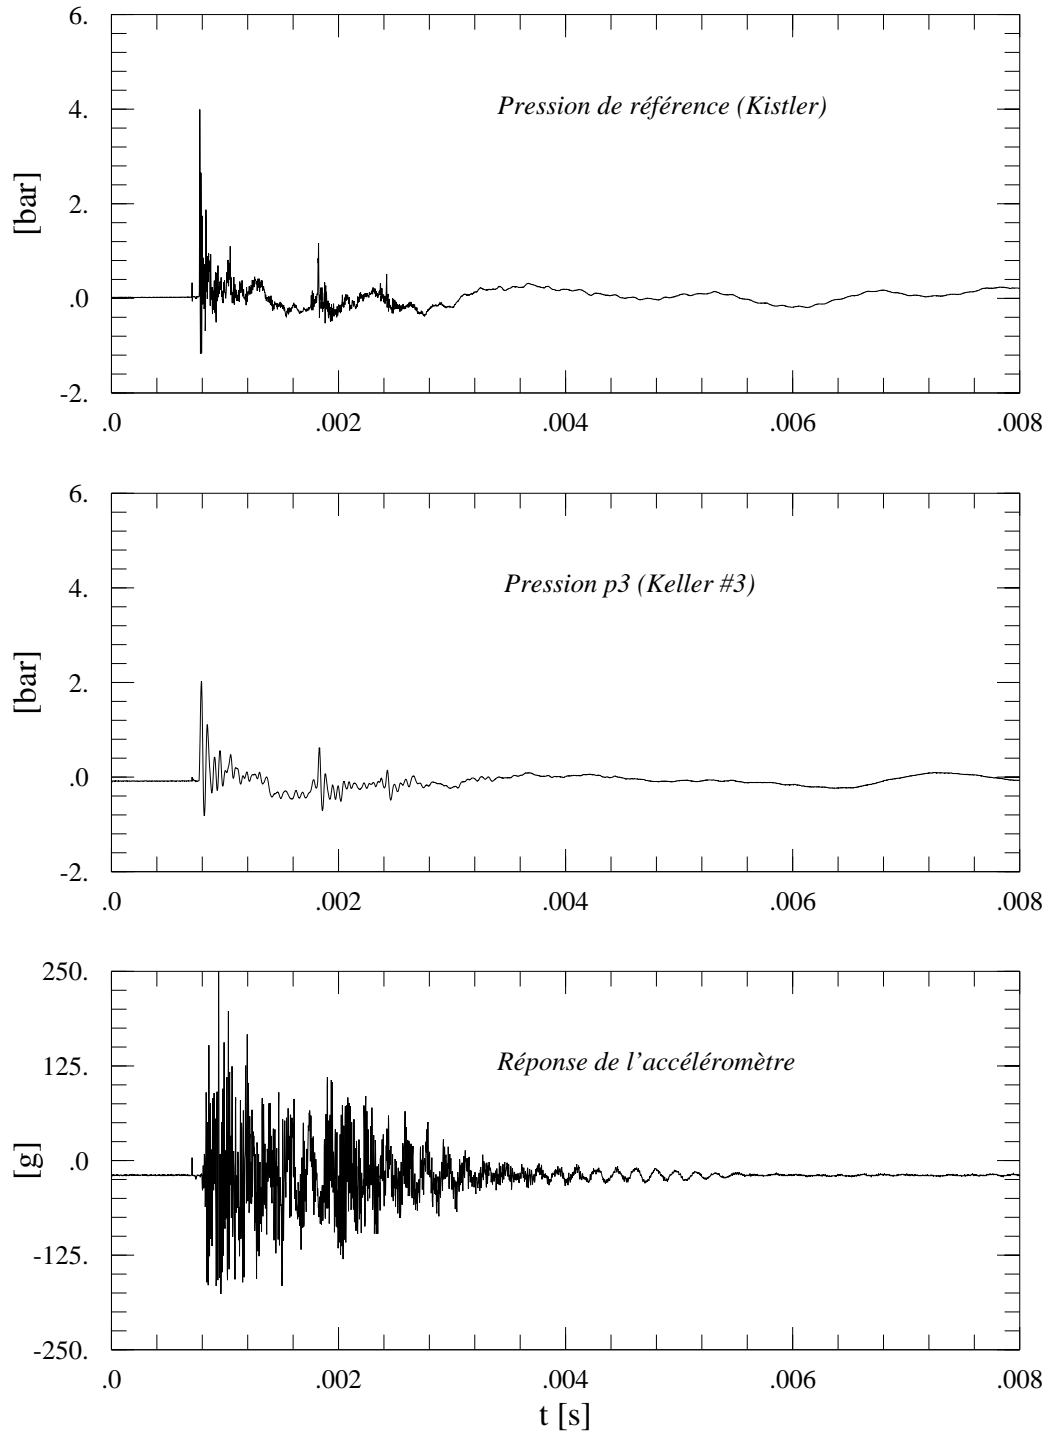 6.
4.
2.
.0
-2.
[bar]
Pression de référence (Kistler)
.0 .002 .004 .006 .008
6.
4.
2.
.0
-2.
[bar]
Pression p3 (Keller #3)
.0 .002 .004 .006 .008
250.
125.
.0
-125.
-250.
[g]
Réponse de l'accéléromètre
.0 .002 .004 .006 .008
t [s]